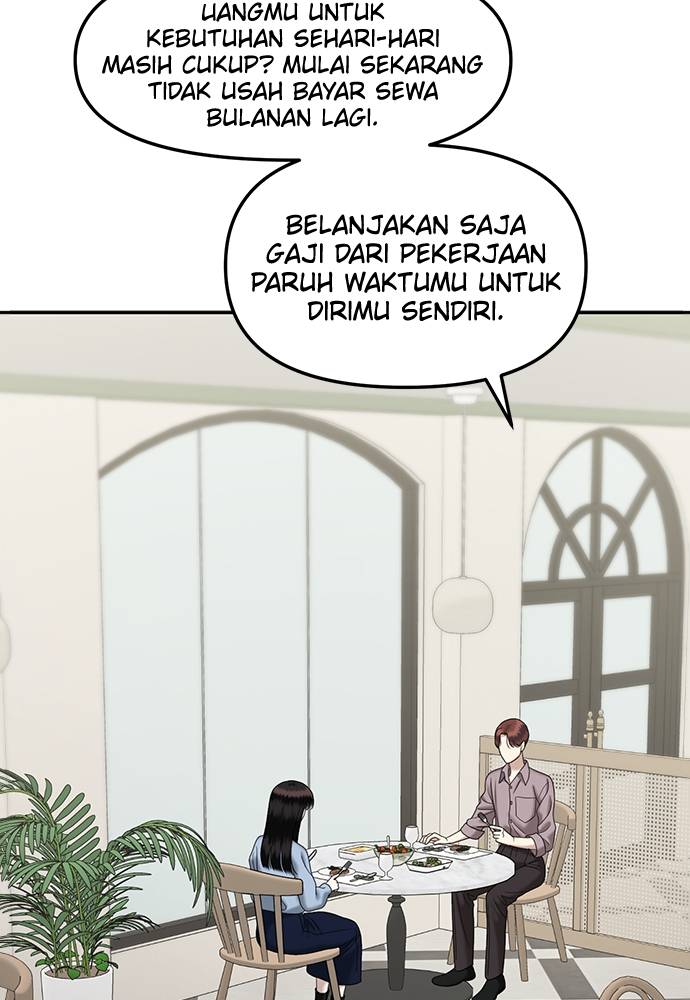 UANGMU UNTUK
KEBUTUHAN SEHARI-HARI
MASIH CUKUP? MULAI SEKARANG
TIDAK USAH BAYAR SEWA
BULANAN LAGI.
BELANJAKAN SAJA
GAJI DARI PEKERJAAN
PARUH WAKTUMU UNTUK
DIRIMU SENDIRI.